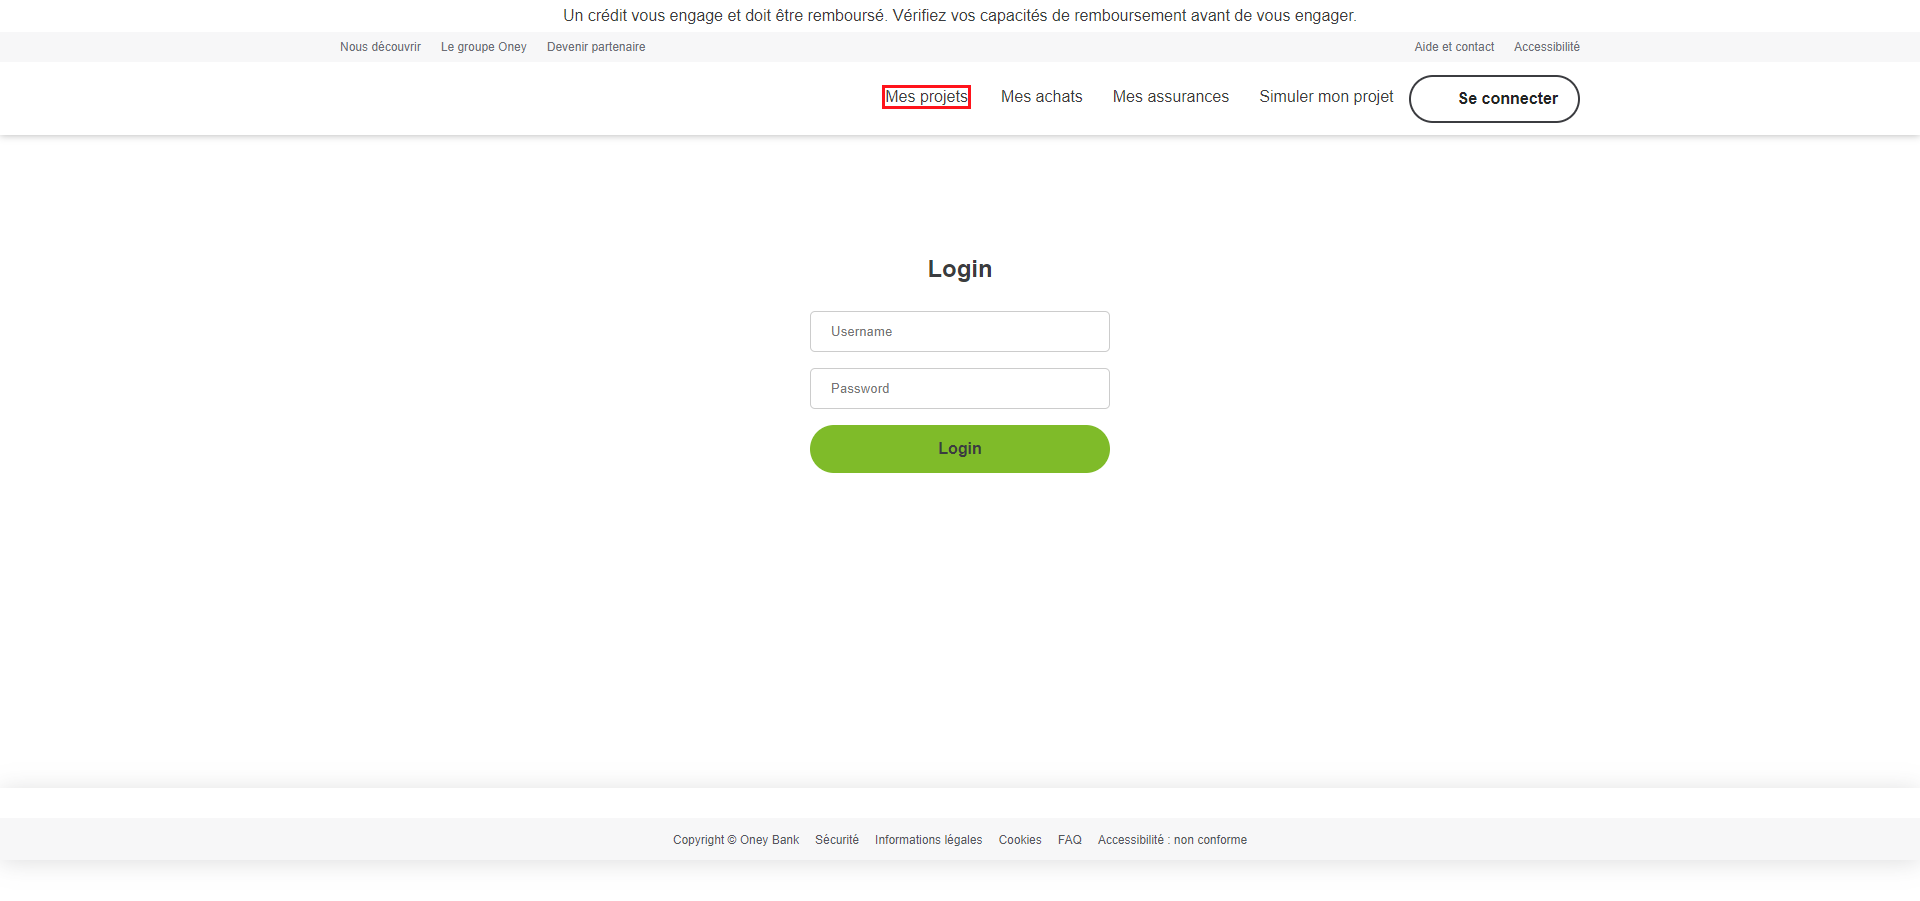 Un crédit vous engage et doit être remboursé. Vérifiez vos capacités de remboursement avant de vous engager.
Nous découvrir Le groupe Oney Devenir partenaire Aide et contact Accessibilité
Mes projets Mes achats Mes assurances Simuler mon projet Se connecter
Login
Username
Password
Login
Copyright © Oney Bank Sécurité Informations légales Cookies FAQ Accessibilité : non conforme